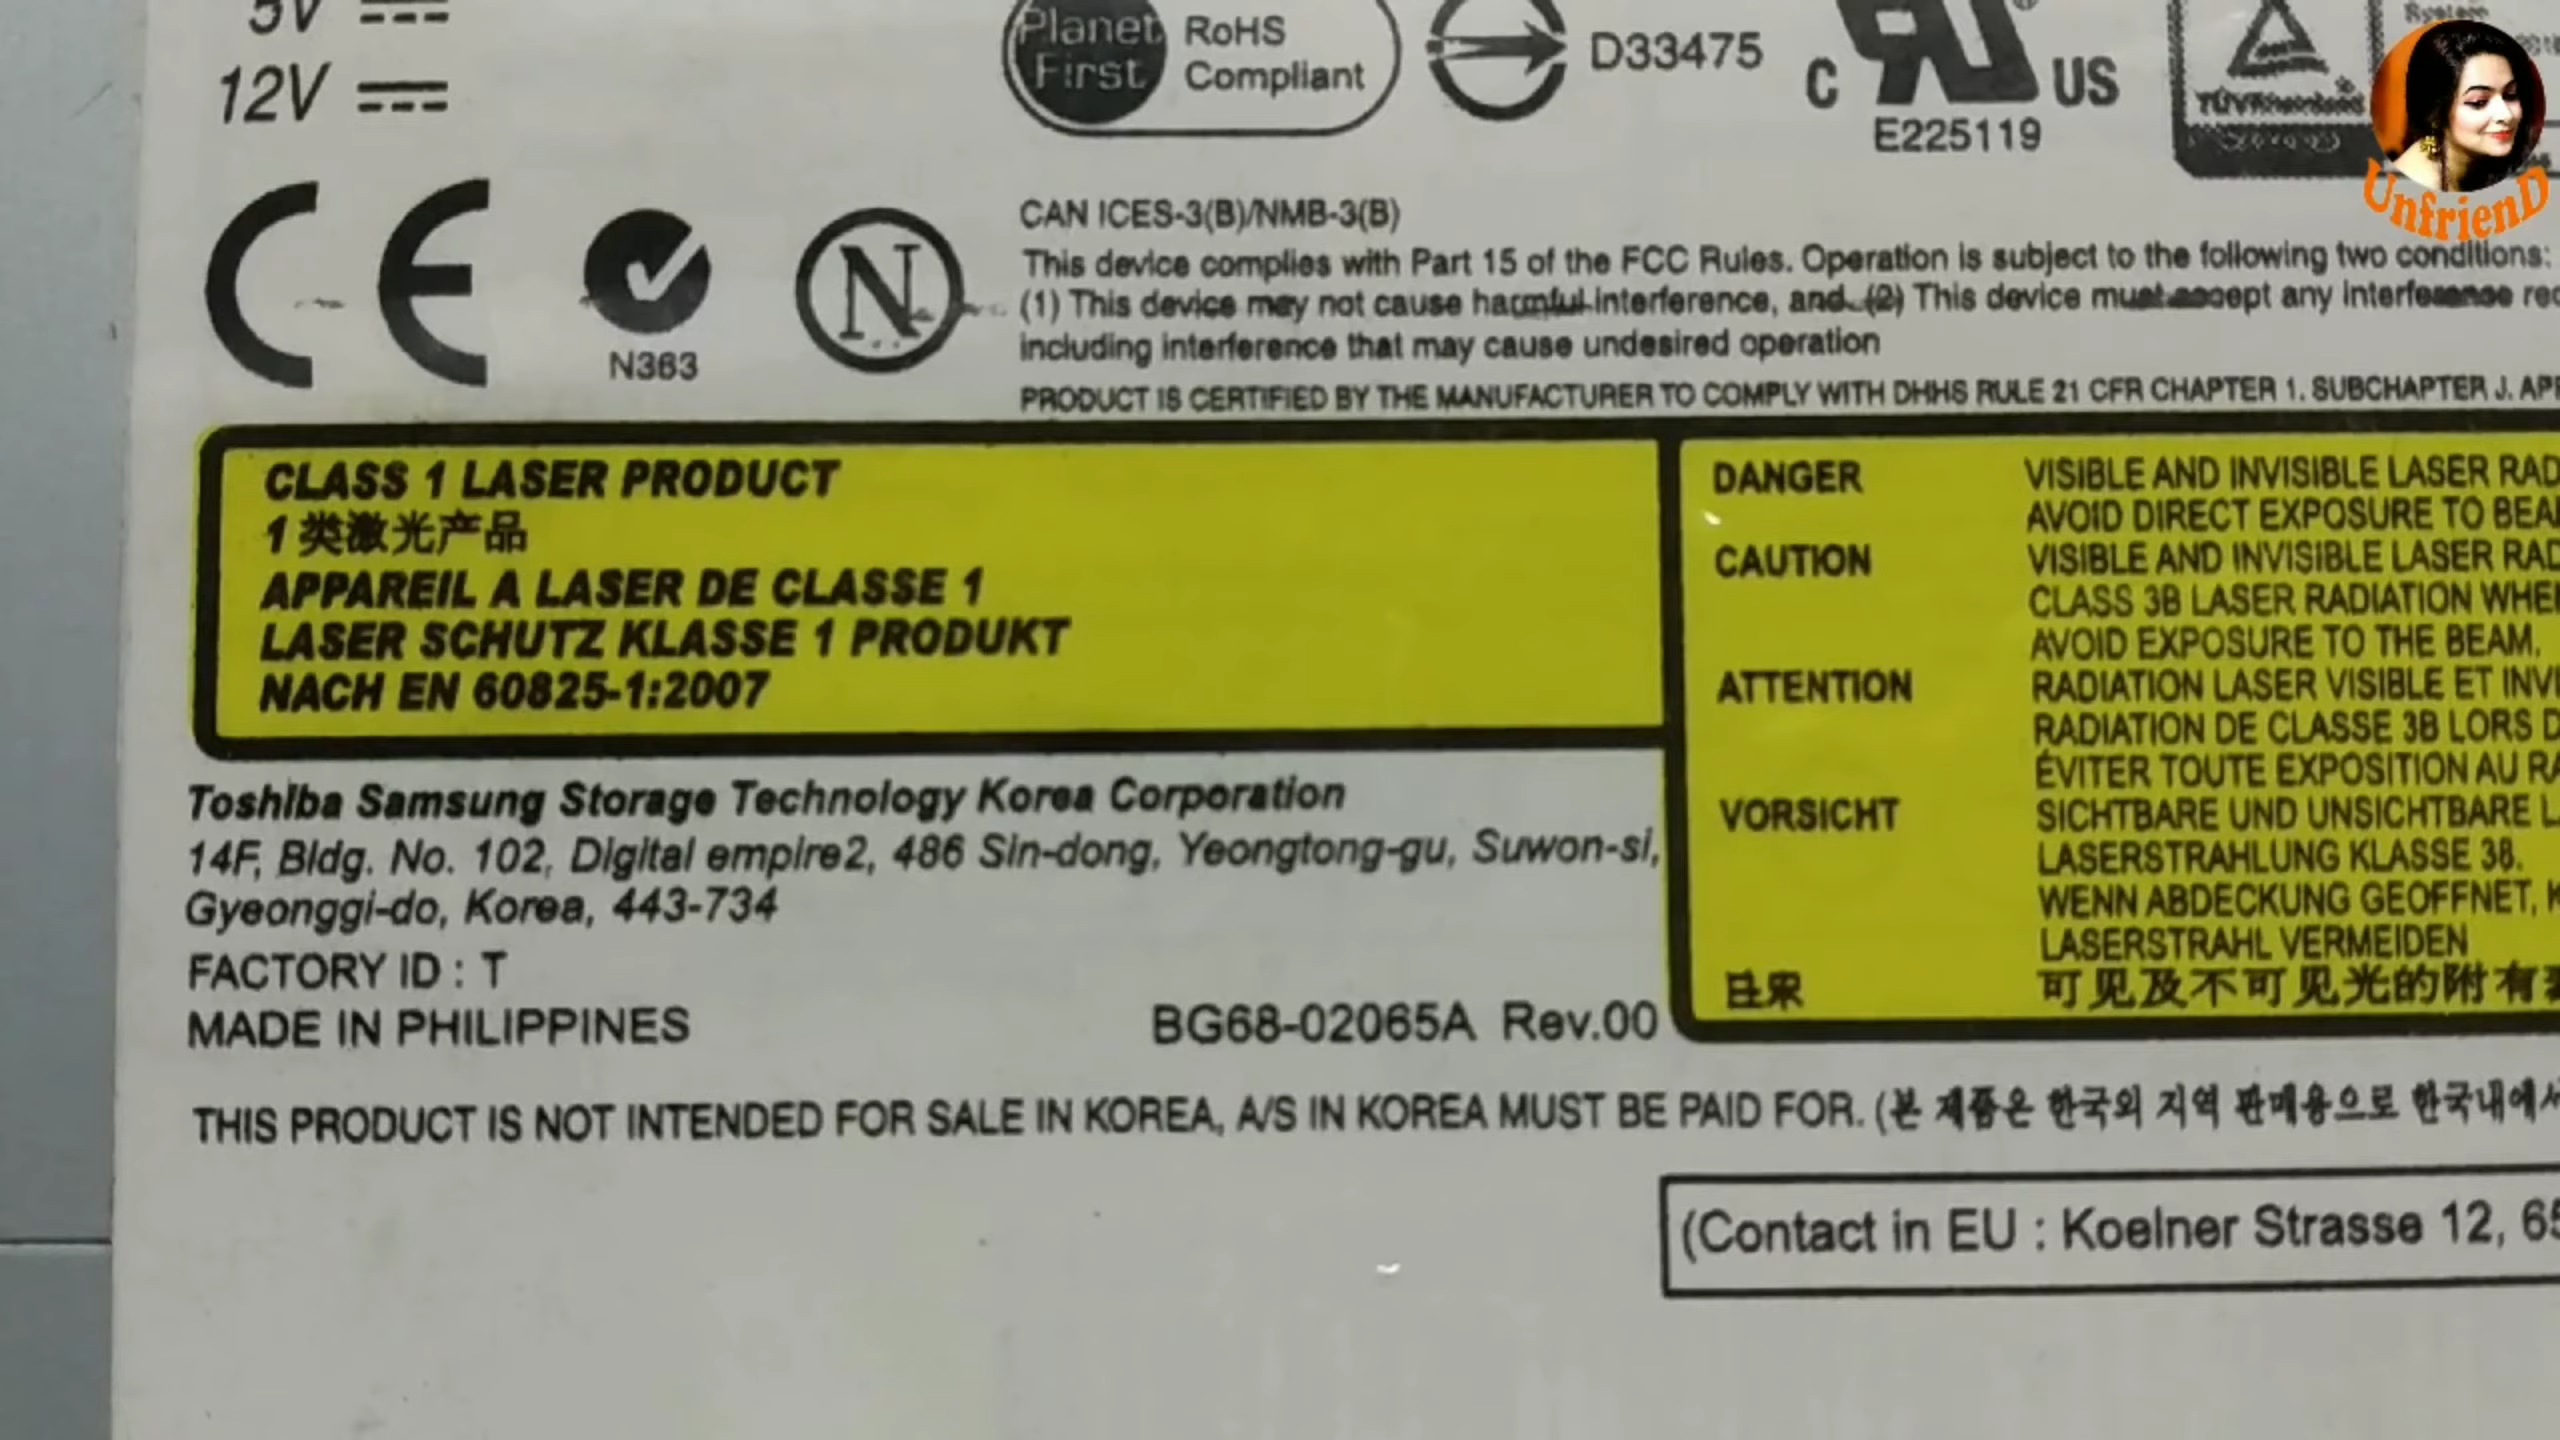 5V
12V
Planet First
RoHS Compliant
D33475
C US
E225119
TÜVRheinland
UnfrienD
N363
N
CAN ICES-3(B)/NMB-3(B)
This device complies with Part 15 of the FCC Rules. Operation is subject to the following two conditions:
(1) This device may not cause harmful interference, and (2) This device must accept any interference rec
including interference that may cause undesired operation
PRODUCT IS CERTIFIED BY THE MANUFACTURER TO COMPLY WITH DHHS RULE 21 CFR CHAPTER 1. SUBCHAPTER J. APP
CLASS 1 LASER PRODUCT
1 类激光产品
APPAREIL A LASER DE CLASSE 1
LASER SCHUTZ KLASSE 1 PRODUKT
NACH EN 60825-1:2007
DANGER VISIBLE AND INVISIBLE LASER RAD
AVOID DIRECT EXPOSURE TO BEAM
CAUTION VISIBLE AND INVISIBLE LASER RAD
CLASS 3B LASER RADIATION WHEN
AVOID EXPOSURE TO THE BEAM.
ATTENTION RADIATION LASER VISIBLE ET INVI
RADIATION DE CLASSE 3B LORS D
ÉVITER TOUTE EXPOSITION AU RA
VORSICHT SICHTBARE UND UNSICHTBARE L
LASERSTRAHLUNG KLASSE 3B.
WENN ABDECKUNG GEOFFNET, K
LASERSTRAHL VERMEIDEN
可见及不可见光的附有
Toshiba Samsung Storage Technology Korea Corporation
14F, Bldg. No. 102, Digital empire2, 486 Sin-dong, Yeongtong-gu, Suwon-si,
Gyeonggi-do, Korea, 443-734
FACTORY ID : T
MADE IN PHILIPPINES
BG68-02065A Rev.00
THIS PRODUCT IS NOT INTENDED FOR SALE IN KOREA, A/S IN KOREA MUST BE PAID FOR. (본 제품은 한국외 지역 판매용으로 한국내에서
(Contact in EU : Koelner Strasse 12, 65